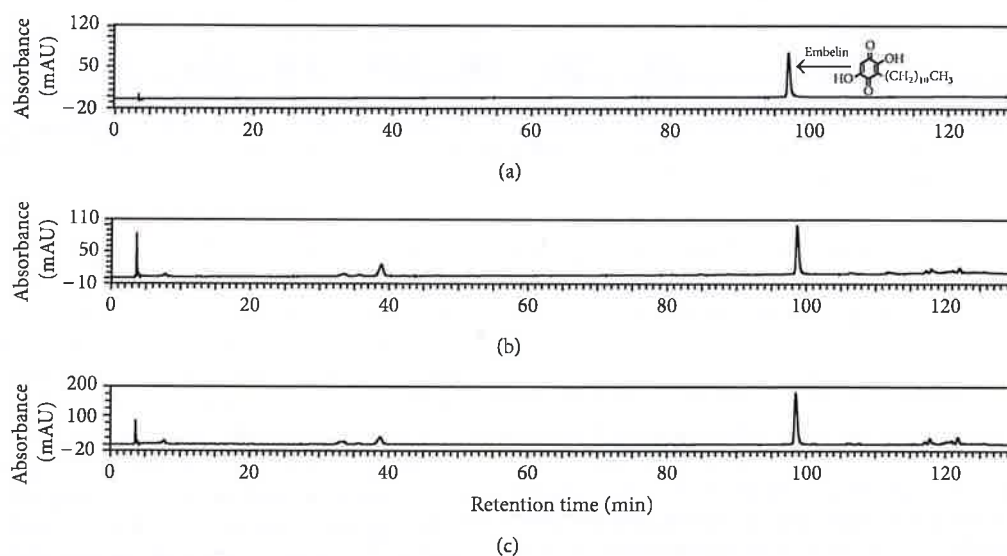 120
Absorbance
(mAU)
50
−20
Embelin
O
OH
HO
(CH₂)₁₀CH₃
O
0 20 40 60 80 100 120
(a)
110
Absorbance
(mAU)
50
−10
0 20 40 60 80 100 120
(b)
200
Absorbance
(mAU)
100
−20
0 20 40 60 80 100 120
Retention time (min)
(c)